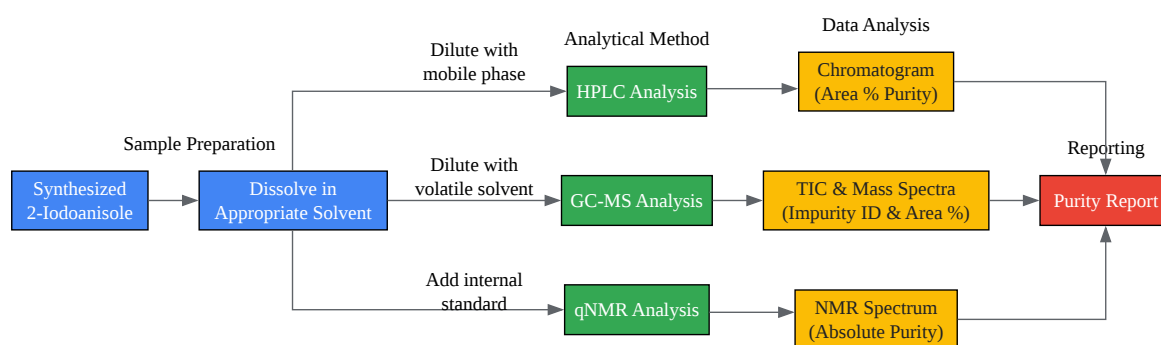 Data Analysis
Analytical Method
Dilute with
mobile phase
HPLC Analysis
Chromatogram
(Area % Purity)
Sample Preparation
Reporting
Synthesized
2-Iodoanisole
Dissolve in
Appropriate Solvent
Dilute with
volatile solvent
GC-MS Analysis
TIC & Mass Spectra
(Impurity ID & Area %)
Purity Report
Add internal
standard
qNMR Analysis
NMR Spectrum
(Absolute Purity)